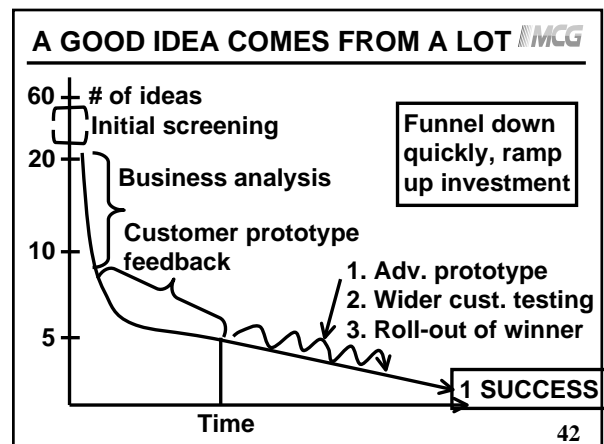 A GOOD IDEA COMES FROM A LOT
MCG
60
# of ideas
Initial screening
Funnel down
quickly, ramp
up investment
20
Business analysis
10
Customer prototype
feedback
1. Adv. prototype
2. Wider cust. testing
3. Roll-out of winner
5
1 SUCCESS
Time
42